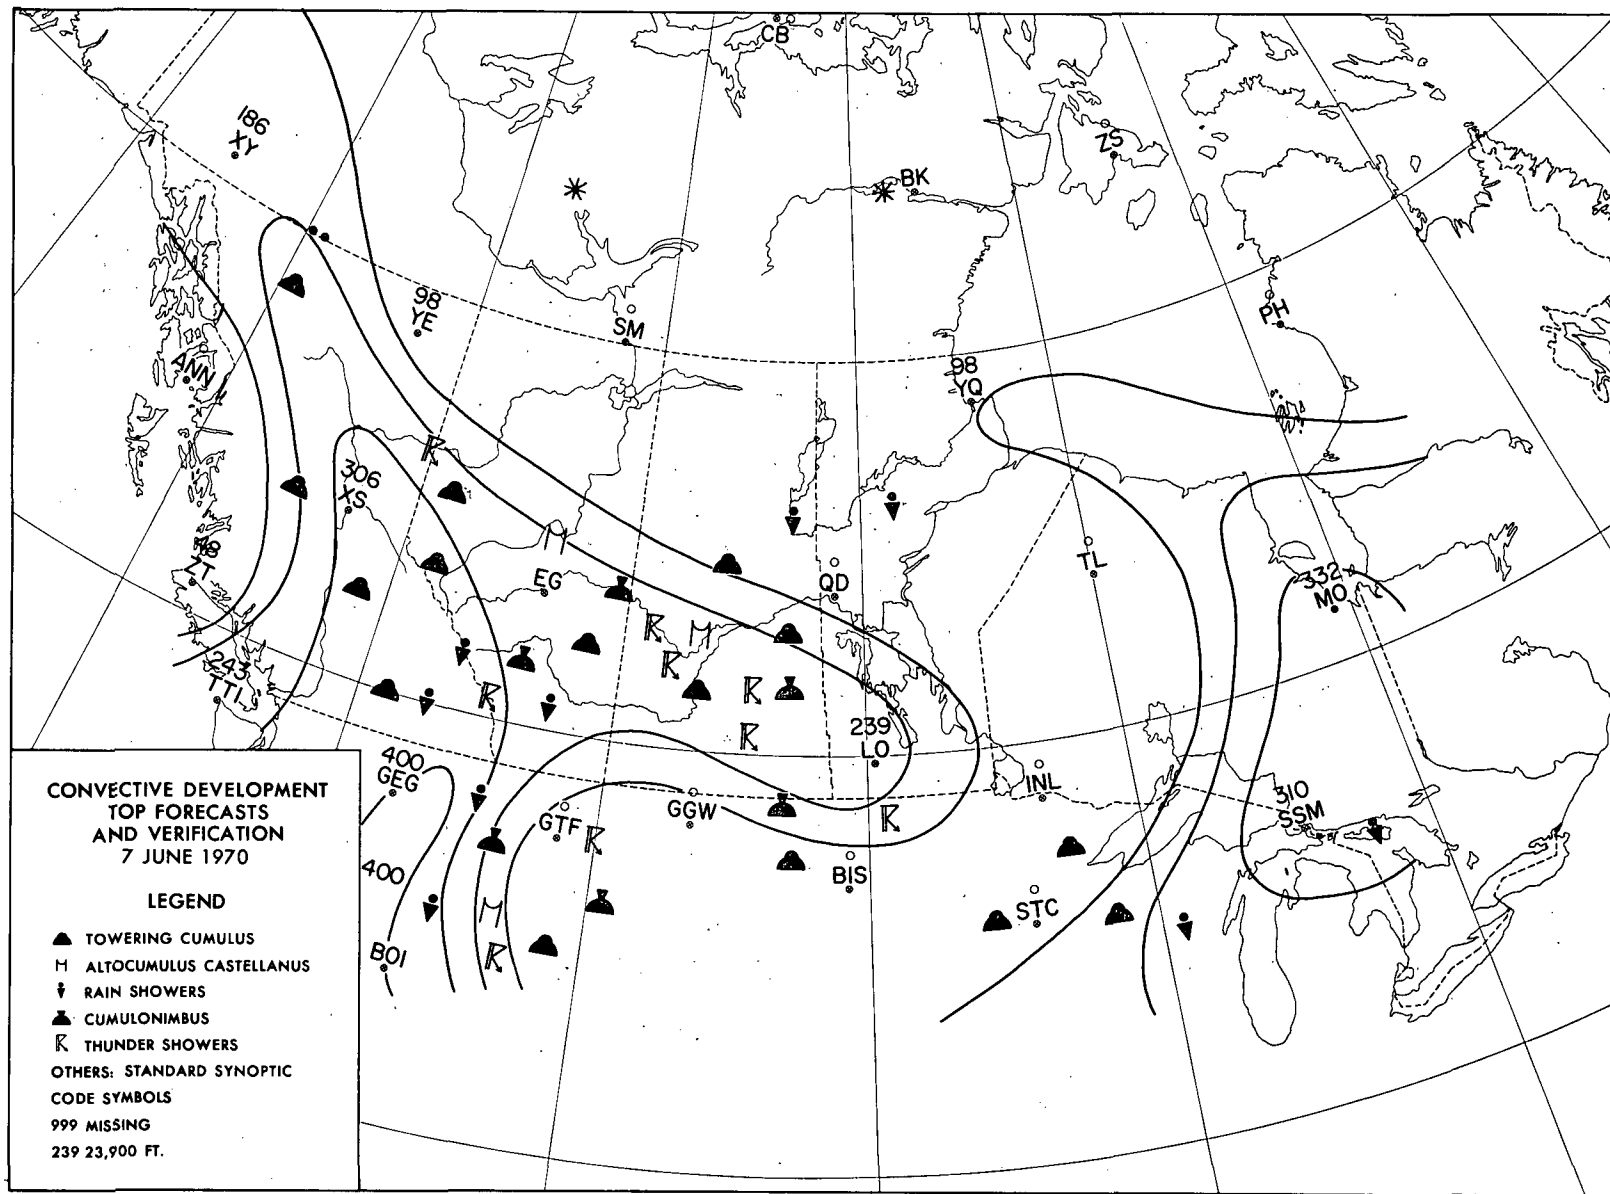 CB
186
XY
BK
ZS
98
YE
SM
PH
ANN
98
YQ
306
XS
M
EG
QD
TL
332
MO
ZT
M
243
TTI
239
LO
400
GEG
INL
310
SSM
GTF
GGW
R
400
BIS
M
STC
BOI
R
CONVECTIVE DEVELOPMENT
TOP FORECASTS
AND VERIFICATION
7 JUNE 1970
LEGEND
TOWERING CUMULUS
M ALTOCUMULUS CASTELLANUS
RAIN SHOWERS
CUMULONIMBUS
R THUNDER SHOWERS
OTHERS: STANDARD SYNOPTIC
CODE SYMBOLS
999 MISSING
239 23,900 FT.